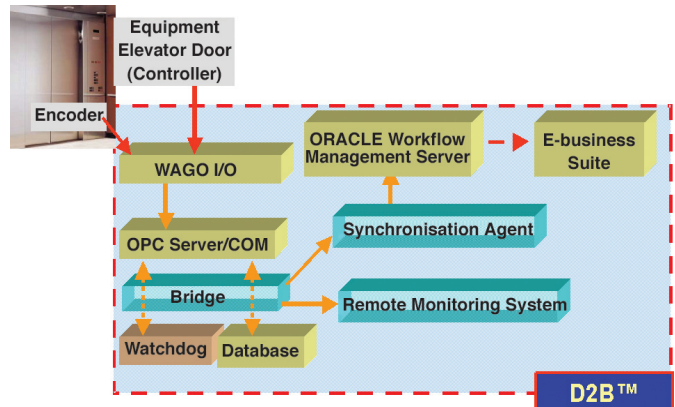 Equipment
Elevator Door
(Controller)
Encoder
WAGO I/O
ORACLE Workflow
Management Server
E-business
Suite
OPC Server/COM
Synchronisation Agent
Bridge
Remote Monitoring System
Watchdog
Database
D2B™